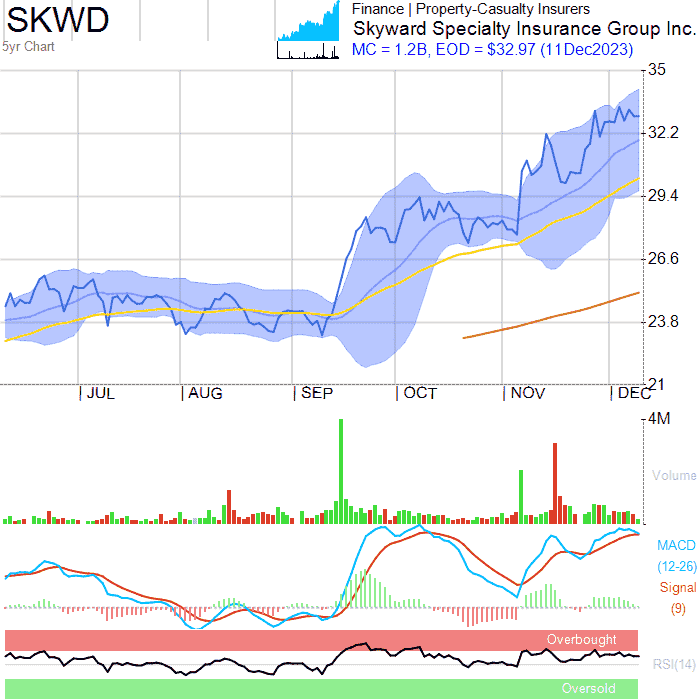 SKWD
5yr Chart
Finance | Property-Casualty Insurers
Skyward Specialty Insurance Group Inc.
MC = 1.2B, EOD = $32.97 (11Dec2023)
35
32.2
29.4
26.6
23.8
21
| JUL | AUG | SEP | OCT | NOV | DEC
4M
Volume
MACD
(12-26)
Signal
(9)
Overbought
RSI(14)
Oversold